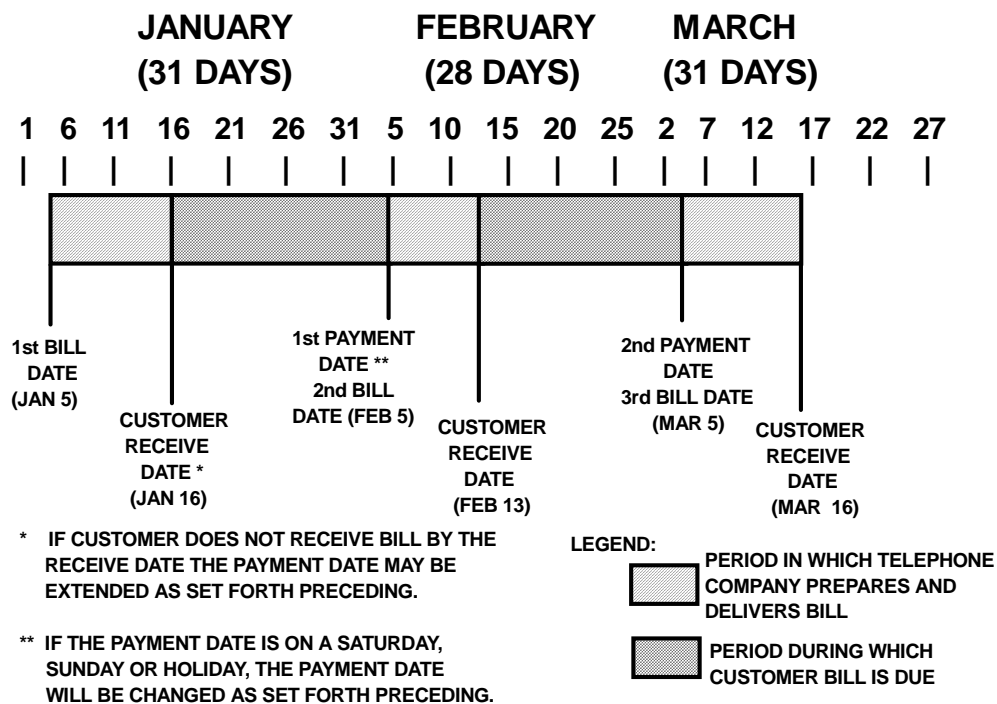 JANUARY FEBRUARY MARCH
(31 DAYS) (28 DAYS) (31 DAYS)
1 6 11 16 21 26 31 5 10 15 20 25 2 7 12 17 22 27
1st BILL
DATE
(JAN 5)
CUSTOMER
RECEIVE
DATE *
(JAN 16)
1st PAYMENT
DATE **
2nd BILL
DATE (FEB 5)
CUSTOMER
RECEIVE
DATE
(FEB 13)
2nd PAYMENT
DATE
3rd BILL DATE
(MAR 5)
CUSTOMER
RECEIVE
DATE
(MAR 16)
* IF CUSTOMER DOES NOT RECEIVE BILL BY THE
RECEIVE DATE THE PAYMENT DATE MAY BE
EXTENDED AS SET FORTH PRECEDING.
** IF THE PAYMENT DATE IS ON A SATURDAY,
SUNDAY OR HOLIDAY, THE PAYMENT DATE
WILL BE CHANGED AS SET FORTH PRECEDING.
LEGEND:
PERIOD IN WHICH TELEPHONE
COMPANY PREPARES AND
DELIVERS BILL
PERIOD DURING WHICH
CUSTOMER BILL IS DUE